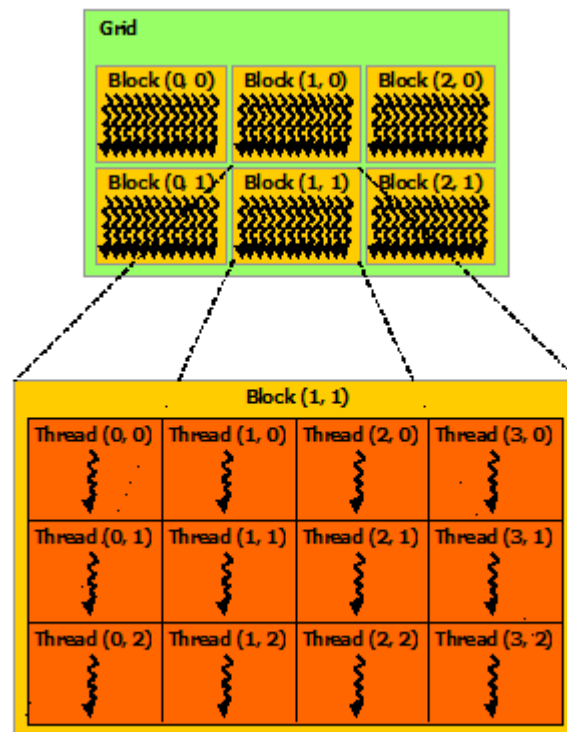 Grid
Block (0, 0) Block (1, 0) Block (2, 0)
Block (0, 1) Block (1, 1) Block (2, 1)
Block (1, 1)
Thread (0, 0) Thread (1, 0) Thread (2, 0) Thread (3, 0)
Thread (0, 1) Thread (1, 1) Thread (2, 1) Thread (3, 1)
Thread (0, 2) Thread (1, 2) Thread (2, 2) Thread (3, 2)